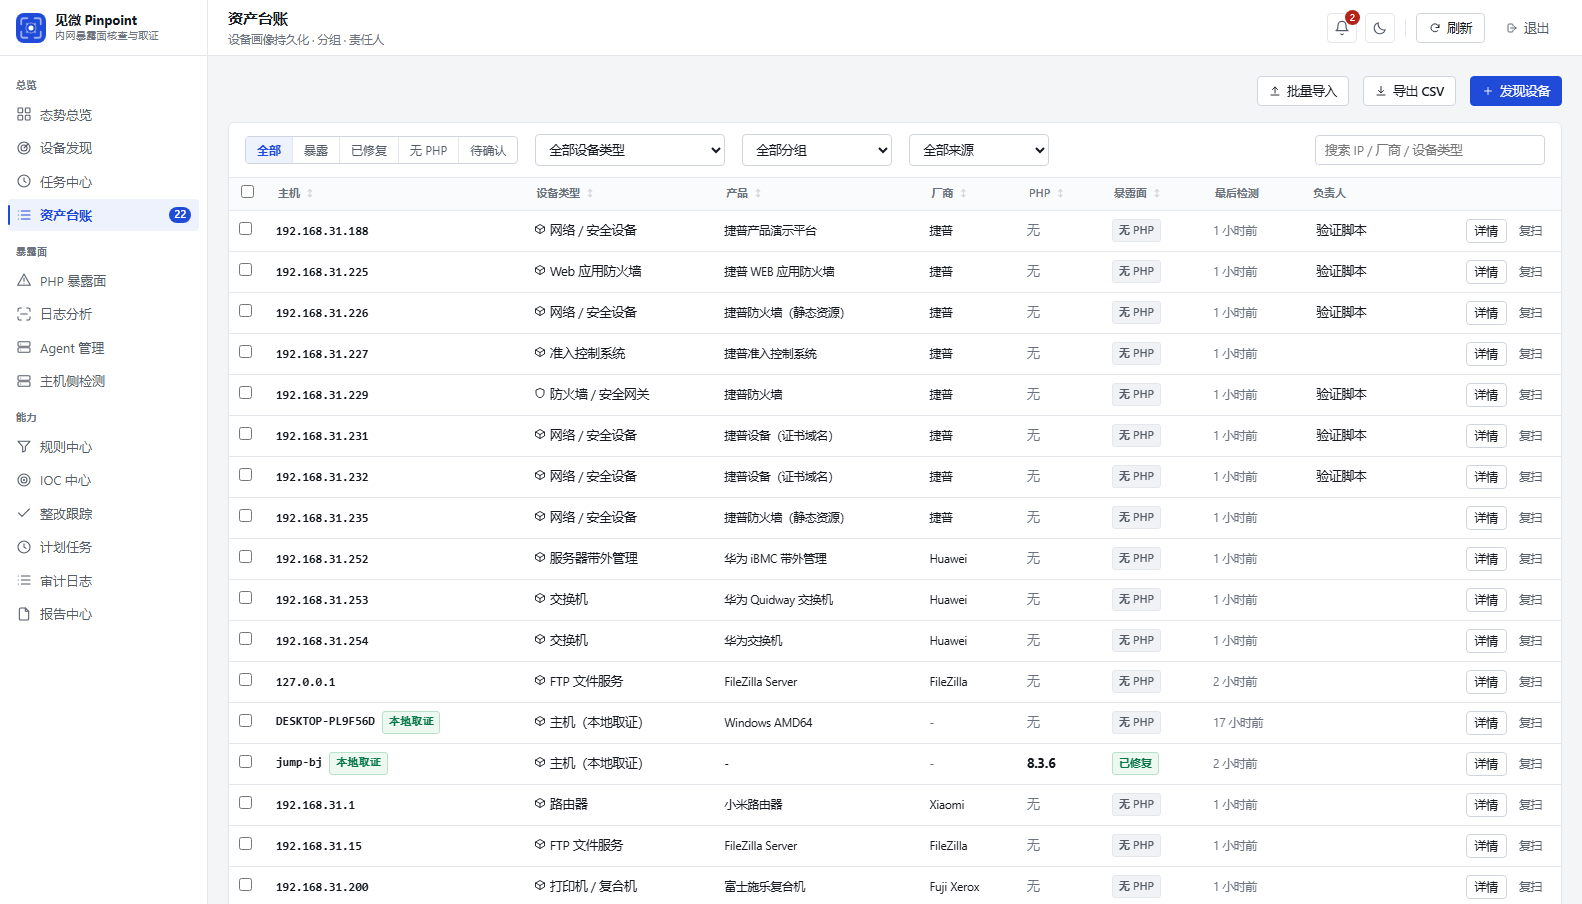 见微 Pinpoint
内网暴露面核查与取证
总览
态势总览
设备发现
任务中心
资产台账 22
暴露面
PHP 暴露面
日志分析
Agent 管理
主机侧检测
能力
规则中心
IOC 中心
整改跟踪
计划任务
审计日志
报告中心
资产台账
设备画像持久化 · 分组 · 责任人
2
刷新
退出
批量导入
导出 CSV
+ 发现设备
全部 暴露 已修复 无 PHP 待确认
全部设备类型
全部分组
全部来源
搜索 IP / 厂商 / 设备类型
主机 设备类型 产品 厂商 PHP 暴露面 最后检测 负责人
192.168.31.188 网络 / 安全设备 捷普产品演示平台 捷普 无 无 PHP 1 小时前 验证脚本 详情 复扫
192.168.31.225 Web 应用防火墙 捷普 WEB 应用防火墙 捷普 无 无 PHP 1 小时前 验证脚本 详情 复扫
192.168.31.226 网络 / 安全设备 捷普防火墙（静态资源） 捷普 无 无 PHP 1 小时前 验证脚本 详情 复扫
192.168.31.227 准入控制系统 捷普准入控制系统 捷普 无 无 PHP 1 小时前 详情 复扫
192.168.31.229 防火墙 / 安全网关 捷普防火墙 捷普 无 无 PHP 1 小时前 验证脚本 详情 复扫
192.168.31.231 网络 / 安全设备 捷普设备（证书域名） 捷普 无 无 PHP 1 小时前 验证脚本 详情 复扫
192.168.31.232 网络 / 安全设备 捷普设备（证书域名） 捷普 无 无 PHP 1 小时前 验证脚本 详情 复扫
192.168.31.235 网络 / 安全设备 捷普防火墙（静态资源） 捷普 无 无 PHP 1 小时前 详情 复扫
192.168.31.252 服务器带外管理 华为 iBMC 带外管理 Huawei 无 无 PHP 1 小时前 详情 复扫
192.168.31.253 交换机 华为 Quidway 交换机 Huawei 无 无 PHP 1 小时前 详情 复扫
192.168.31.254 交换机 华为交换机 Huawei 无 无 PHP 1 小时前 详情 复扫
127.0.0.1 FTP 文件服务 FileZilla Server FileZilla 无 无 PHP 2 小时前 详情 复扫
DESKTOP-PL9F56D 本地取证 主机（本地取证） Windows AMD64 - 无 无 PHP 17 小时前 详情 复扫
jump-bj 本地取证 主机（本地取证） - - 8.3.6 已修复 2 小时前 详情 复扫
192.168.31.1 路由器 小米路由器 Xiaomi 无 无 PHP 1 小时前 详情 复扫
192.168.31.15 FTP 文件服务 FileZilla Server FileZilla 无 无 PHP 1 小时前 详情 复扫
192.168.31.200 打印机 / 复合机 富士施乐复合机 Fuji Xerox 无 无 PHP 1 小时前 详情 复扫